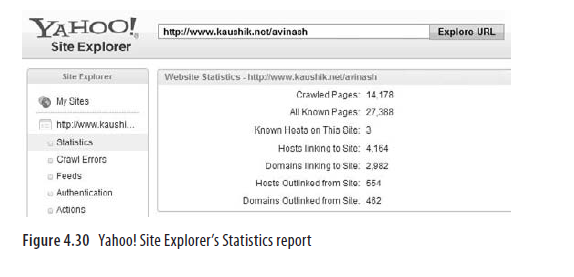 YAHOO!
http://www.kaushik.net/avinash
Explore URL
Site Explorer
Site Explorer
Website Statistics - http://www.kaushik.net/avinash
My Sites
Crawled Pages: 14,178
All Known Pages: 27,388
http://www.kaushi...
Known Hosts on This Site: 3
Statistics
Hosts linking to Site: 4,164
Crawl Errors
Domains linking to Site: 2,982
Feeds
Hosts Outlinked from Site: 554
Authentication
Domains Outlinked from Site: 462
Actions
Figure 4.30 Yahoo! Site Explorer's Statistics report